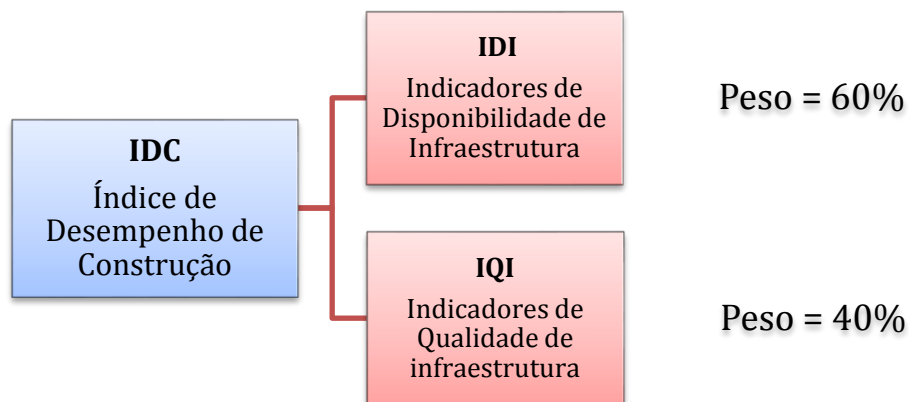 IDI
Indicadores de
Disponibilidade de
Infraestrutura
Peso = 60%
IDC
Índice de
Desempenho de
Construção
IQI
Indicadores de
Qualidade de
infraestrutura
Peso = 40%